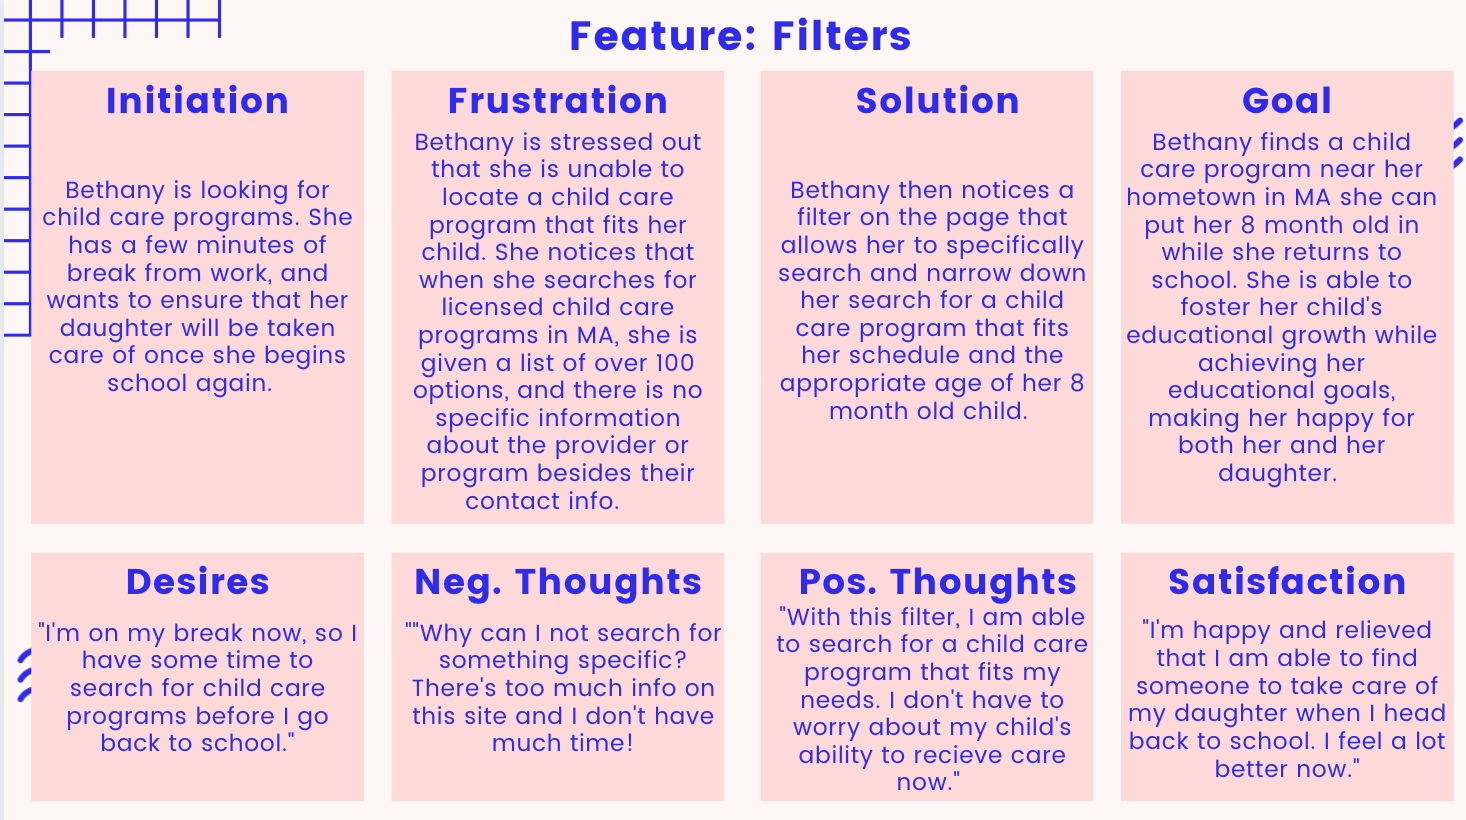 Feature: Filters
Initiation
Bethany is looking for
child care programs. She
has a few minutes of
break from work, and
wants to ensure that her
daughter will be taken
care of once she begins
school again.
Frustration
Bethany is stressed out
that she is unable to
locate a child care
program that fits her
child. She notices that
when she searches for
licensed child care
programs in MA, she is
given a list of over 100
options, and there is no
specific information
about the provider or
program besides their
contact info.
Solution
Bethany then notices a
filter on the page that
allows her to specifically
search and narrow down
her search for a child
care program that fits
her schedule and the
appropriate age of her 8
month old child.
Goal
Bethany finds a child
care program near her
hometown in MA she can
put her 8 month old in
while she returns to
school. She is able to
foster her child's
educational growth while
achieving her
educational goals,
making her happy for
both her and her
daughter.
Desires
"I'm on my break now, so I
have some time to
search for child care
programs before I go
back to school."
Neg. Thoughts
""Why can I not search for
something specific?
There's too much info on
this site and I don't have
much time!
Pos. Thoughts
"With this filter, I am able
to search for a child care
program that fits my
needs. I don't have to
worry about my child's
ability to recieve care
now."
Satisfaction
"I'm happy and relieved
that I am able to find
someone to take care of
my daughter when I head
back to school. I feel a lot
better now."